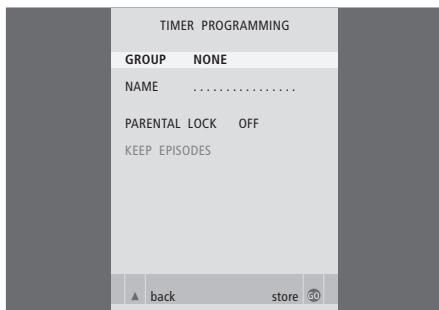 TIMER PROGRAMMING
GROUP NONE
NAME ................
PARENTAL LOCK OFF
KEEP EPISODES
▲ back store GO